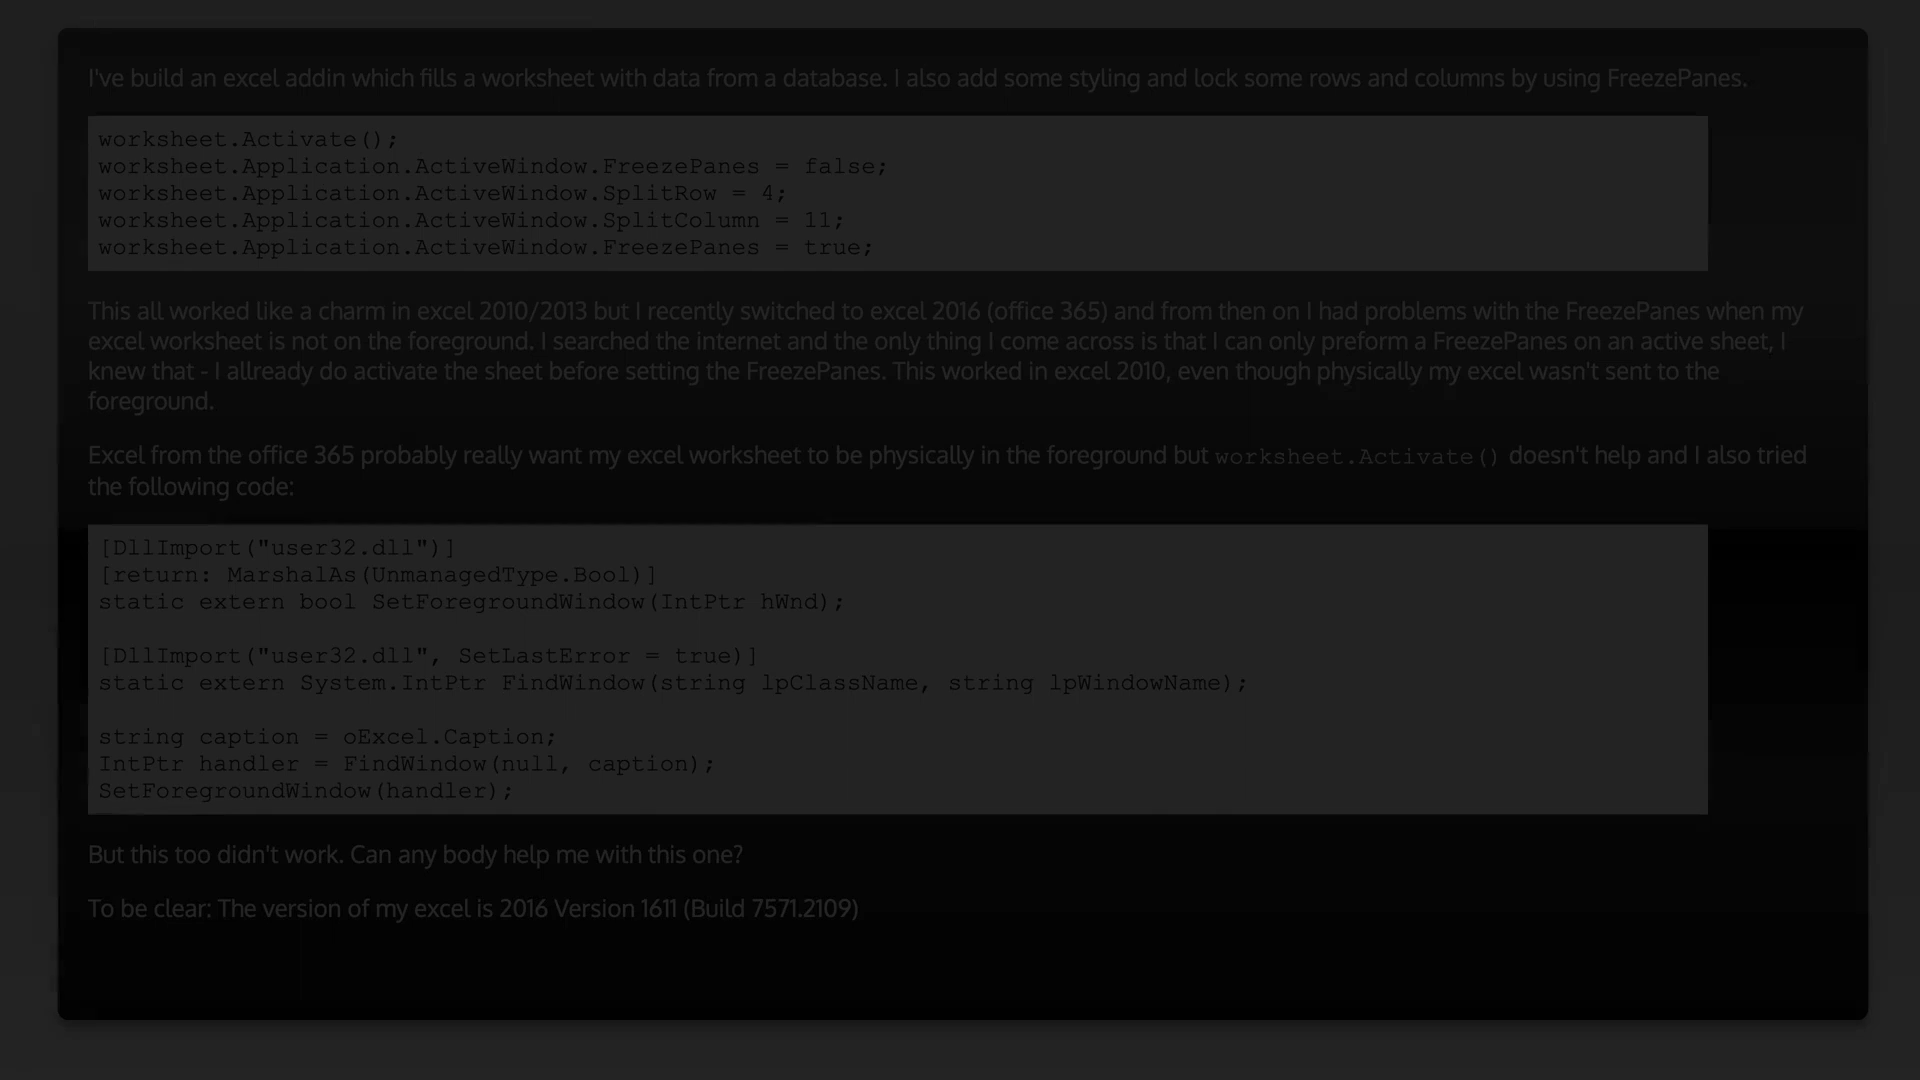 I've build an excel addin which fills a worksheet with data from a database. I also add some styling and lock some rows and columns by using FreezePanes.
worksheet.Activate();
worksheet.Application.ActiveWindow.FreezePanes = false;
worksheet.Application.ActiveWindow.SplitRow = 4;
worksheet.Application.ActiveWindow.SplitColumn = 11;
worksheet.Application.ActiveWindow.FreezePanes = true;
This all worked like a charm in excel 2010/2013 but I recently switched to excel 2016 (office 365) and from then on I had problems with the FreezePanes when my
excel worksheet is not on the foreground. I searched the internet and the only thing I come across is that I can only preform a FreezePanes on an active sheet, I
knew that - I allready do activate the sheet before setting the FreezePanes. This worked in excel 2010, even though physically my excel wasn't sent to the
foreground.
Excel from the office 365 probably really want my excel worksheet to be physically in the foreground but worksheet.Activate() doesn't help and I also tried
the following code:
[DllImport("user32.dll")]
[return: MarshalAs(UnmanagedType.Bool)]
static extern bool SetForegroundWindow(IntPtr hWnd);
[DllImport("user32.dll", SetLastError = true)]
static extern System.IntPtr FindWindow(string lpClassName, string lpWindowName);
string caption = oExcel.Caption;
IntPtr handler = FindWindow(null, caption);
SetForegroundWindow(handler);
But this too didn't work. Can any body help me with this one?
To be clear: The version of my excel is 2016 Version 1611 (Build 7571.2109)